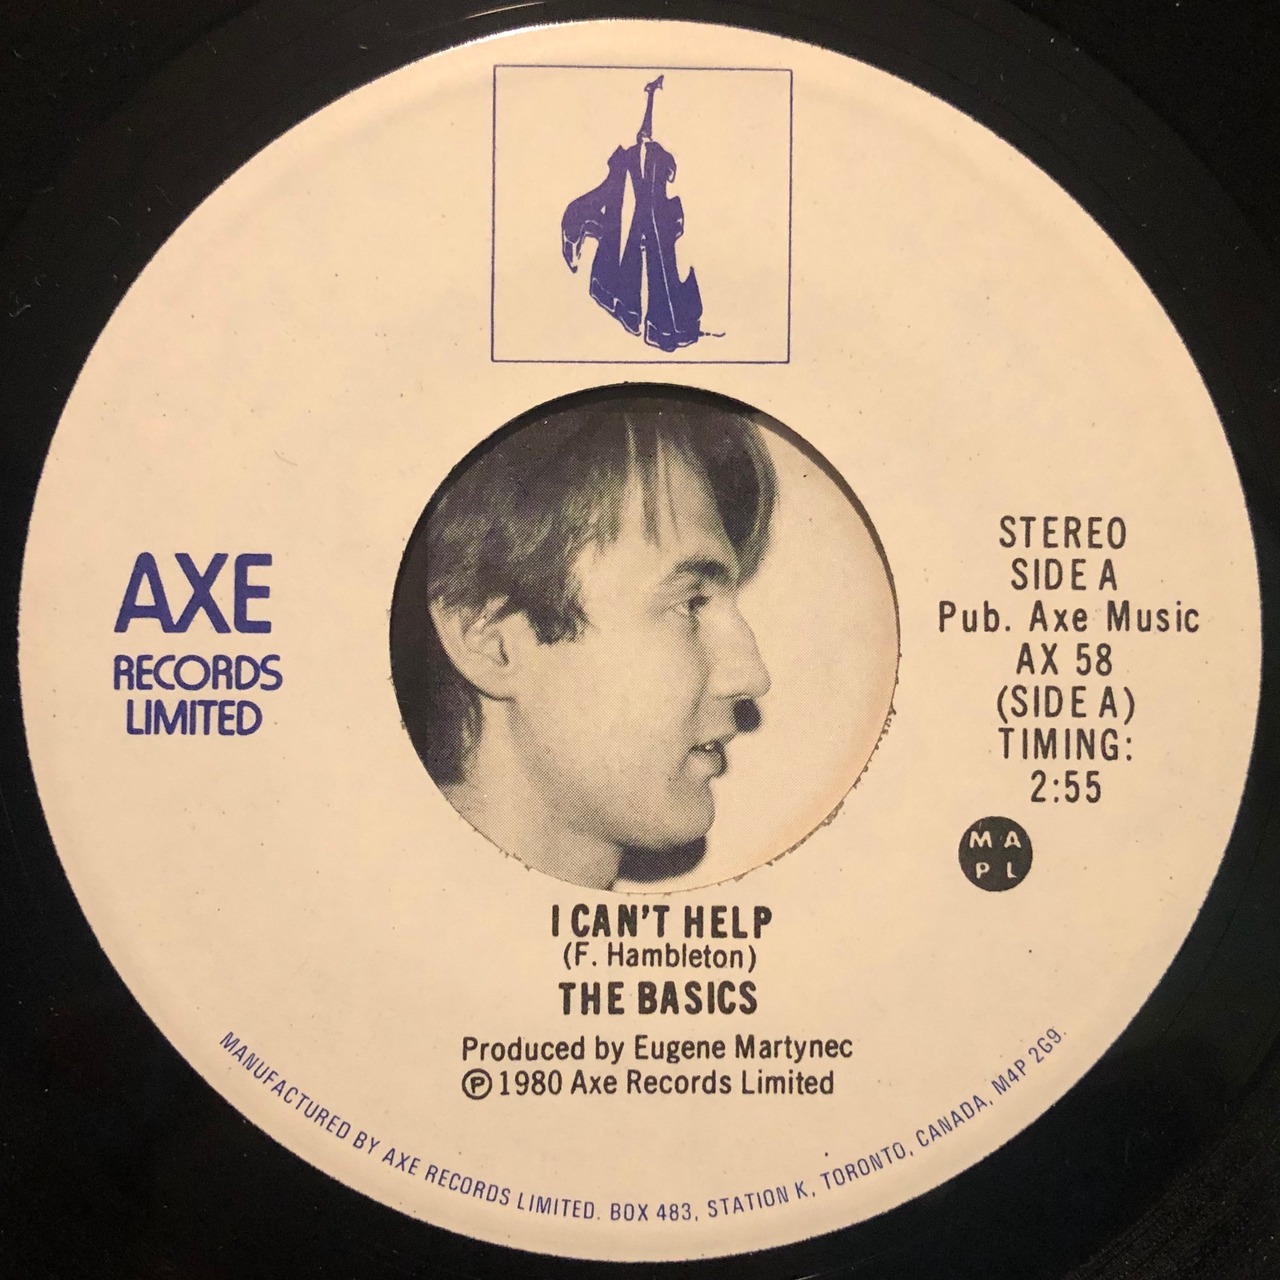 AXE
RECORDS
LIMITED
STEREO
SIDE A
Pub. Axe Music
AX 58
(SIDE A)
TIMING:
2:55
M A
P L
I CAN'T HELP
(F. Hambleton)
THE BASICS
Produced by Eugene Martynec
℗ 1980 Axe Records Limited
MANUFACTURED BY AXE RECORDS LIMITED. BOX 483, STATION K, TORONTO, CANADA, M4P 2G9.